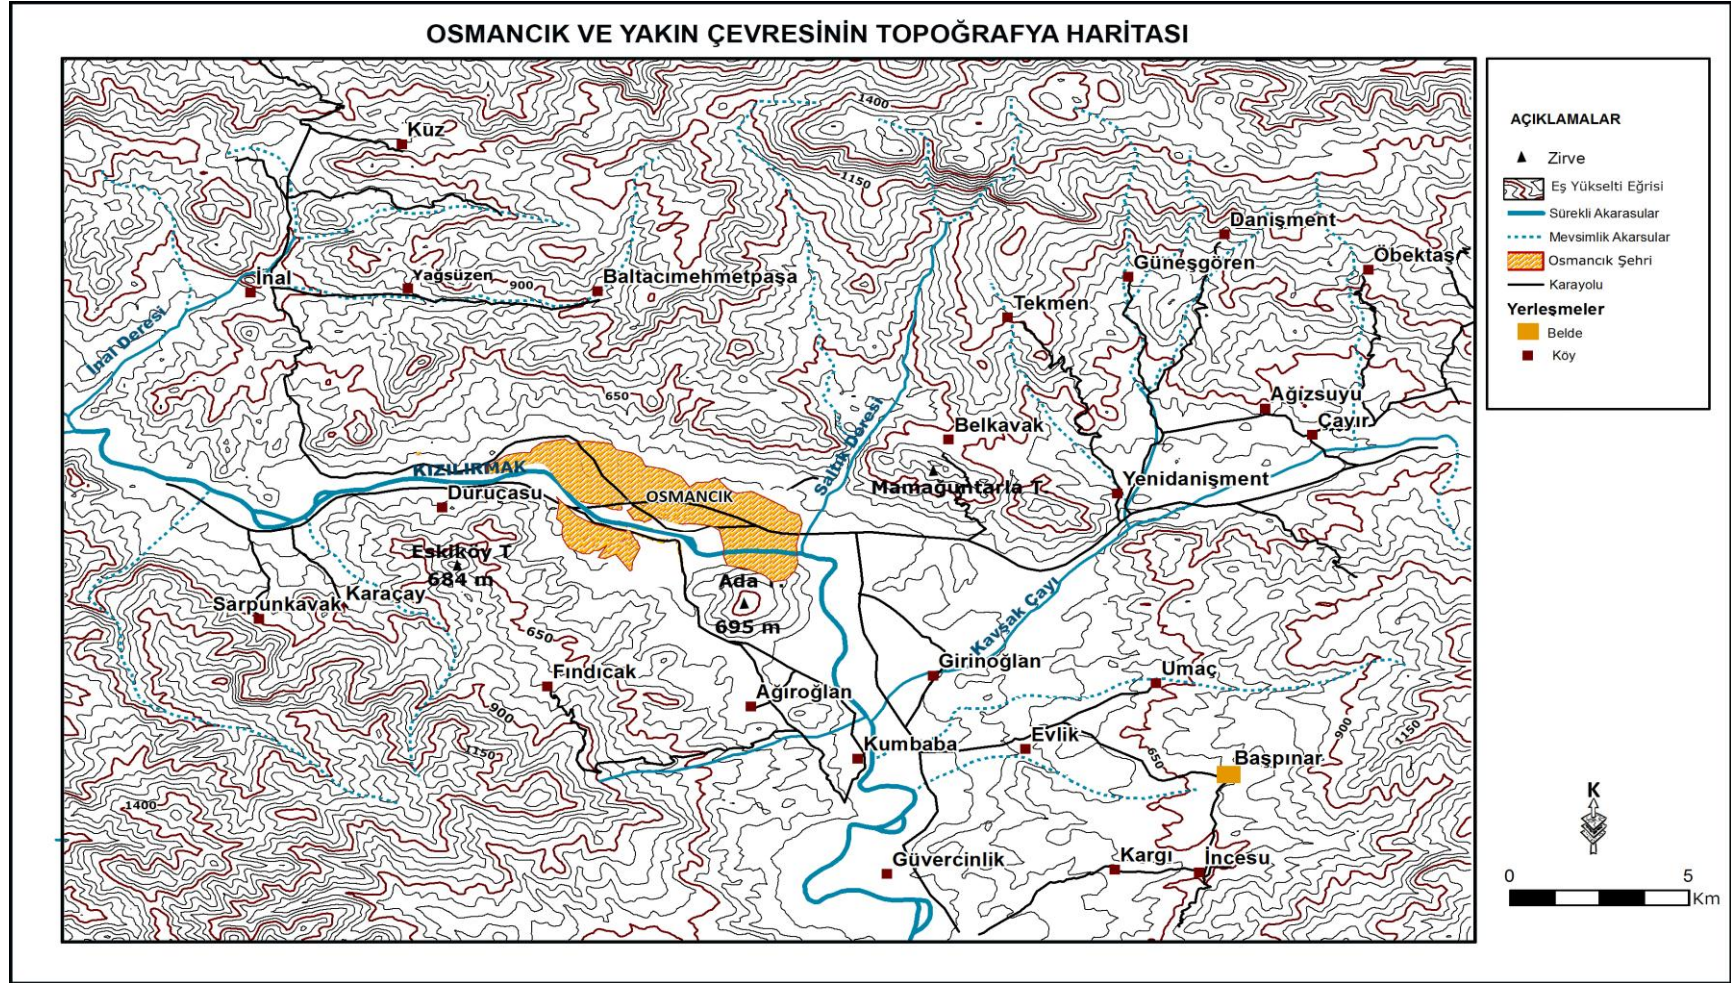 OSMANCIK VE YAKIN ÇEVRESİNİN TOPOĞRAFYA HARİTASI
1400
Küz
1150
Danişment
Öbektaş
Güneşgören
İnal
Yağsüzen
900
Baltacımehmetpaşa
Tekmen
İnal Deresi
650
Ağizsuyu
Çayır
Belkavak
Saltık Deresi
KIZILIRMAK
Mamağuntarla T.
Yenidanişment
Duruçasu
OSMANCIK
Eskiköy T
684 m
Ada T.
695 m
Karaçay
Sarpunkavak
650
Kavşak Çayı
Girinoğlan
Umaç
Fındıcak
Ağıroğlan
900
1150
Kumbaba
Evlik
650
900
1150
Başpınar
1400
Güvercinlik
Kargı
İncesu
AÇIKLAMALAR
Zirve
Eş Yükselti Eğrisi
Sürekli Akarasular
Mevsimlik Akarsular
Osmancık Şehri
Karayolu
Yerleşmeler
Belde
Köy
K
0 5
Km